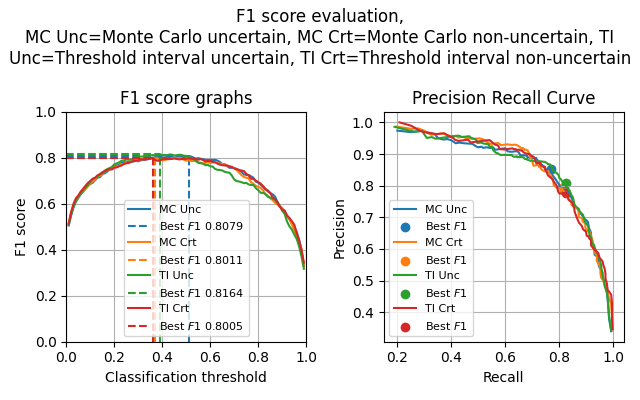 F1 score evaluation,
MC Unc=Monte Carlo uncertain, MC Crt=Monte Carlo non-uncertain, TI
Unc=Threshold interval uncertain, TI Crt=Threshold interval non-uncertain
F1 score graphs
F1 score
1.0
0.8
0.6
0.4
0.2
0.0
0.0 0.2 0.4 0.6 0.8 1.0
Classification threshold
MC Unc
Best F1 0.8079
MC Crt
Best F1 0.8011
TI Unc
Best F1 0.8164
TI Crt
Best F1 0.8005
Precision Recall Curve
Precision
1.0
0.9
0.8
0.7
0.6
0.5
0.4
0.2 0.4 0.6 0.8 1.0
Recall
MC Unc
Best F1
MC Crt
Best F1
TI Unc
Best F1
TI Crt
Best F1